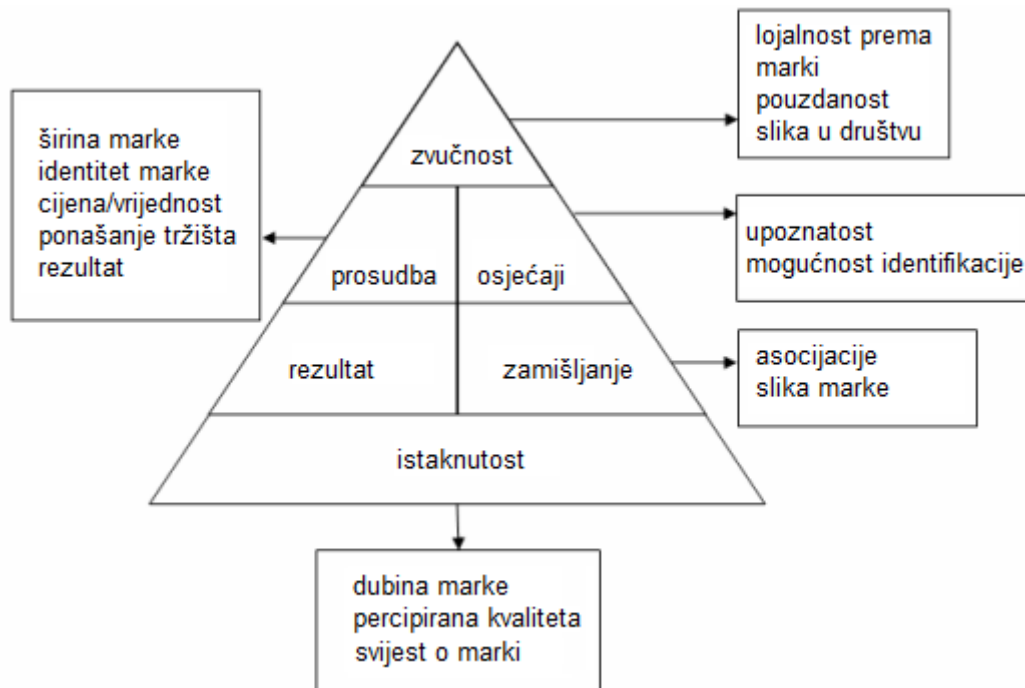 lojalnost prema
marki
pouzdanost
slika u društvu
širina marke
identitet marke
cijena/vrijednost
ponašanje tržišta
rezultat
zvučnost
upoznatost
mogućnost identifikacije
prosudba
osjećaji
asocijacije
slika marke
rezultat
zamišljanje
istaknutost
dubina marke
percipirana kvaliteta
svijest o marki